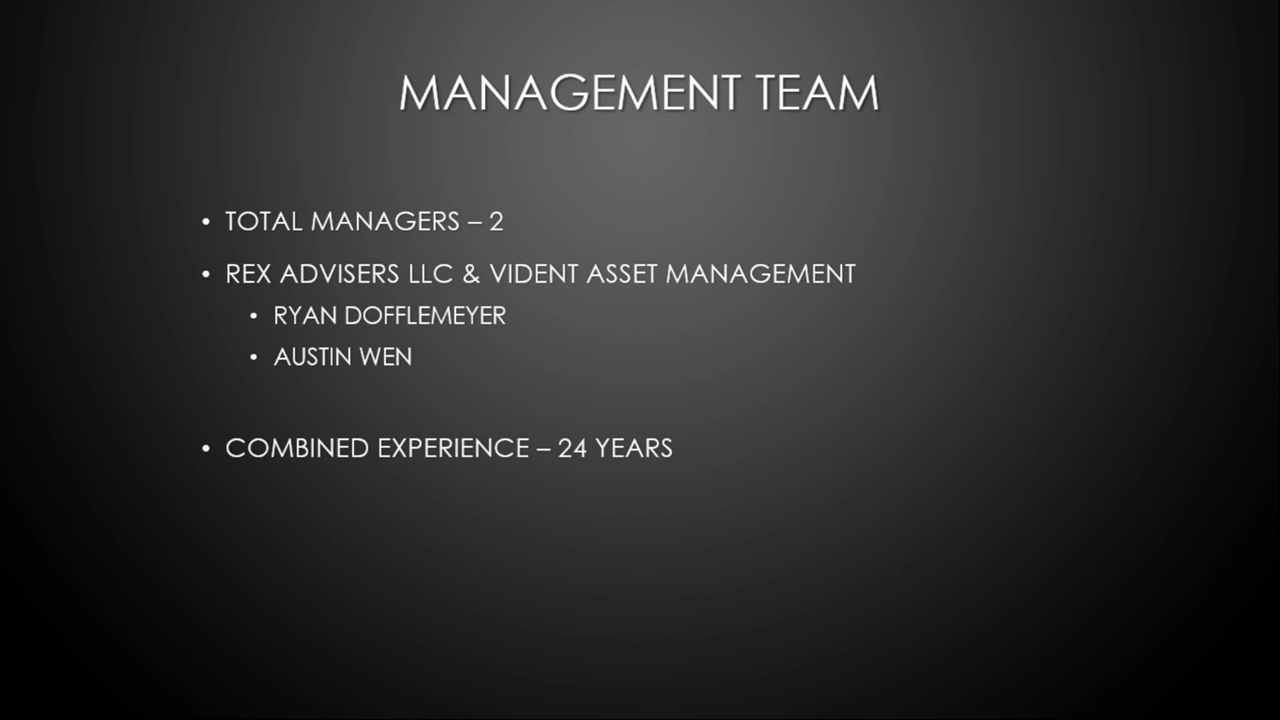 MANAGEMENT TEAM
• TOTAL MANAGERS – 2
• REX ADVISERS LLC & VIDENT ASSET MANAGEMENT
• RYAN DOFFLEMEYER
• AUSTIN WEN
• COMBINED EXPERIENCE – 24 YEARS